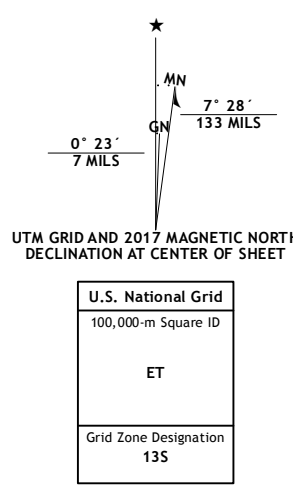 ★
MN
7° 28´
133 MILS
GN
0° 23´
7 MILS
UTM GRID AND 2017 MAGNETIC NORTH
DECLINATION AT CENTER OF SHEET
U.S. National Grid
100,000-m Square ID
ET
Grid Zone Designation
13S